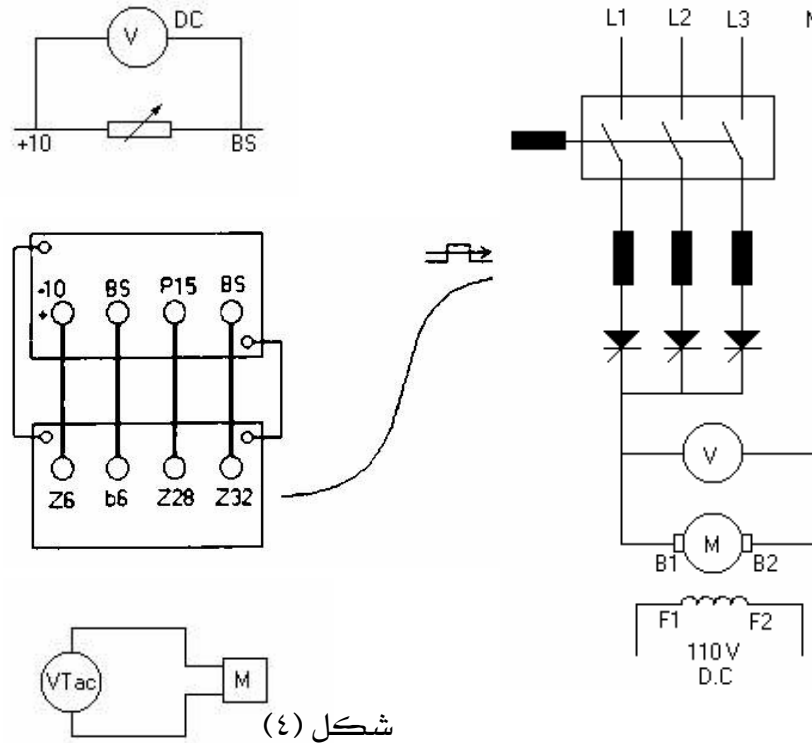 V
DC
+10
BS
L1 L2 L3
-10 BS P15 BS
+
Z6 b6 Z28 Z32
V
M
B1 B2
F1 F2
110V
D.C
VTac
M
شكل (٤)